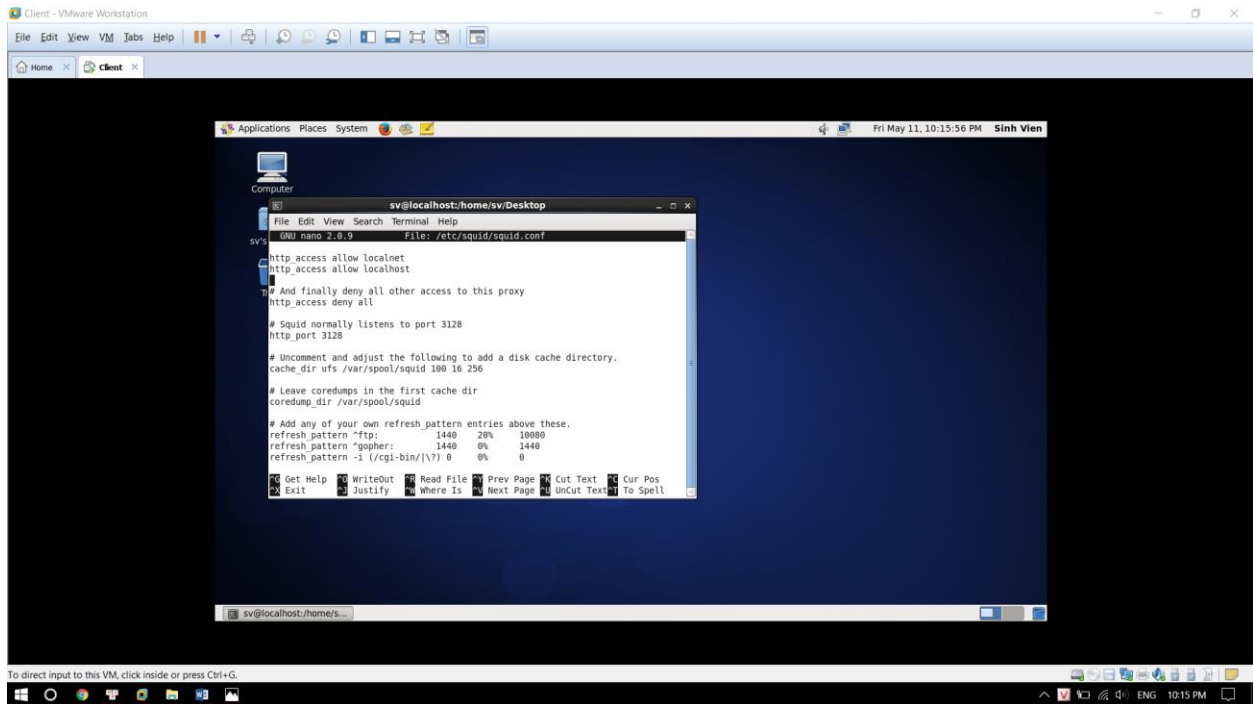 Client - VMware Workstation
File Edit View VM Tabs Help
Home Client
Applications Places System Fri May 11, 10:15:56 PM Sinh Vien
Computer
sv@localhost:/home/sv/Desktop
File Edit View Search Terminal Help
sv's
GNU nano 2.0.9 File: /etc/squid/squid.conf
http_access allow localnet
http_access allow localhost
# And finally deny all other access to this proxy
http_access deny all
# Squid normally listens to port 3128
http_port 3128
# Uncomment and adjust the following to add a disk cache directory.
cache_dir ufs /var/spool/squid 100 16 256
# Leave coredumps in the first cache dir
coredump_dir /var/spool/squid
# Add any of your own refresh_pattern entries above these.
refresh_pattern ^ftp: 1440 20% 10080
refresh_pattern ^gopher: 1440 0% 1440
refresh_pattern -i (/cgi-bin/|\?) 0 0% 0
^G Get Help ^O WriteOut ^R Read File ^Y Prev Page ^K Cut Text ^C Cur Pos
^X Exit ^J Justify ^W Where Is ^V Next Page ^U UnCut Text ^T To Spell
sv@localhost:/home/s...
To direct input to this VM, click inside or press Ctrl+G.
ENG 10:15 PM